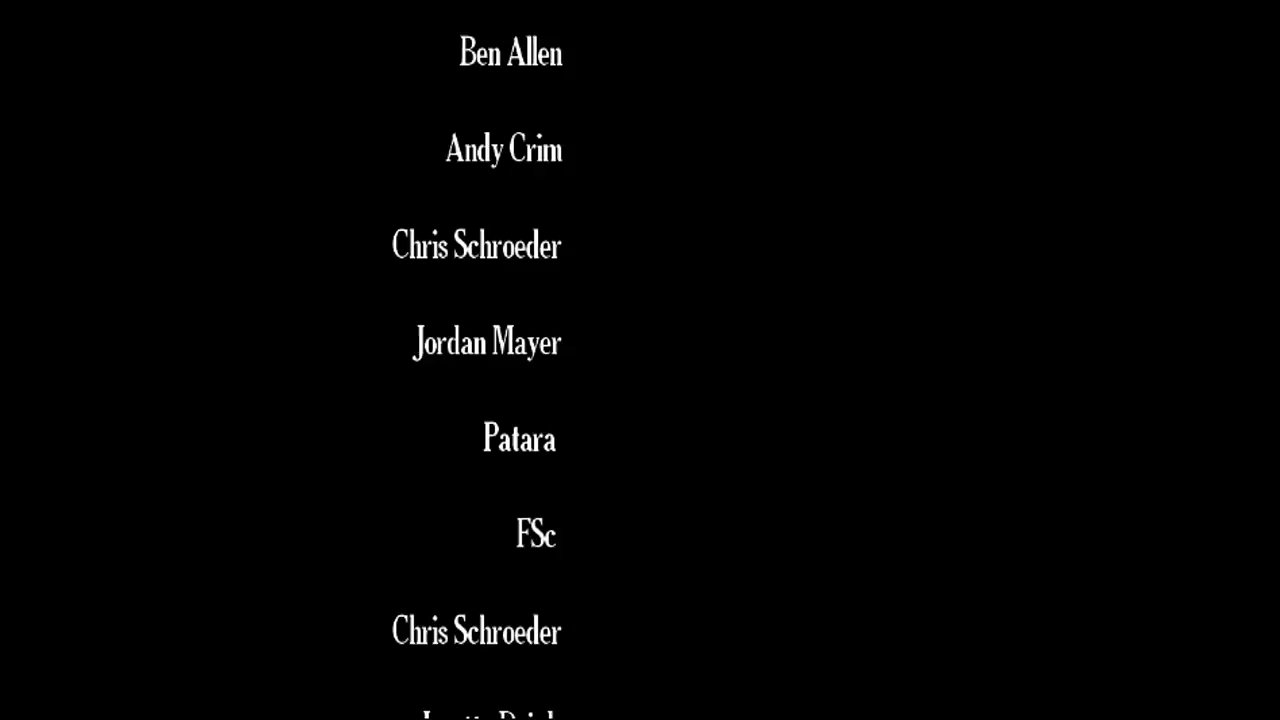 Ben Allen
Andy Crim
Chris Schroeder
Jordan Mayer
Patara
FSc
Chris Schroeder